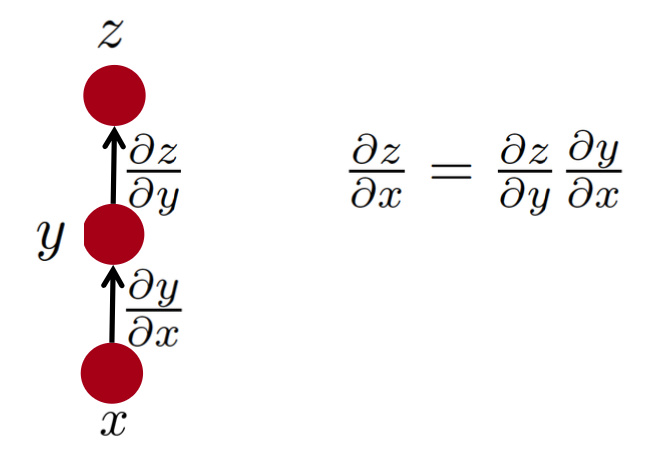 z
∂z/∂y
∂z/∂x = ∂z/∂y ∂y/∂x
y
∂y/∂x
x